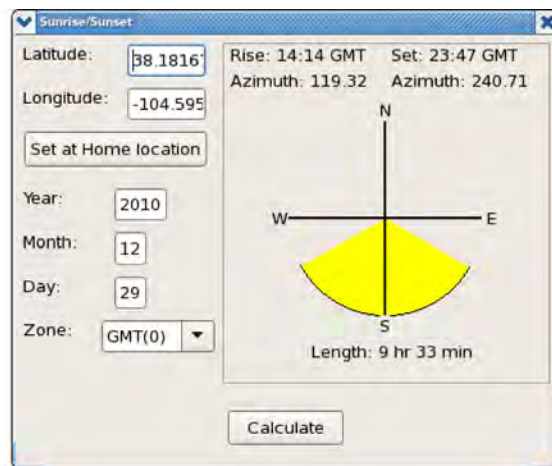 Sunrise/Sunset
Latitude: 38.1816
Longitude: -104.595
Set at Home location
Year: 2010
Month: 12
Day: 29
Zone: GMT(0)
Rise: 14:14 GMT Set: 23:47 GMT
Azimuth: 119.32 Azimuth: 240.71
N
W E
S
Length: 9 hr 33 min
Calculate